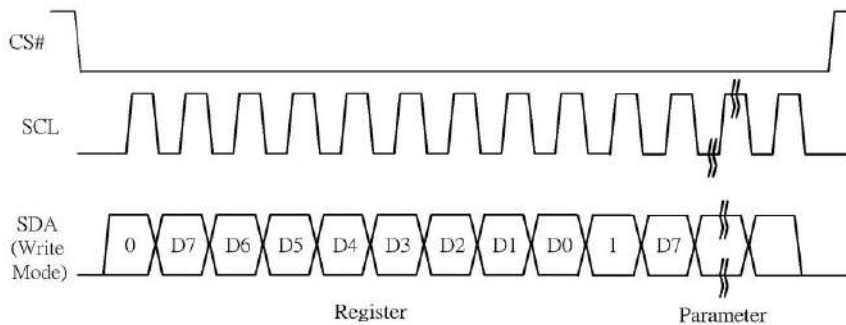 CS#
SCL
SDA
(Write
Mode)
0 D7 D6 D5 D4 D3 D2 D1 D0 1 D7
Register Parameter